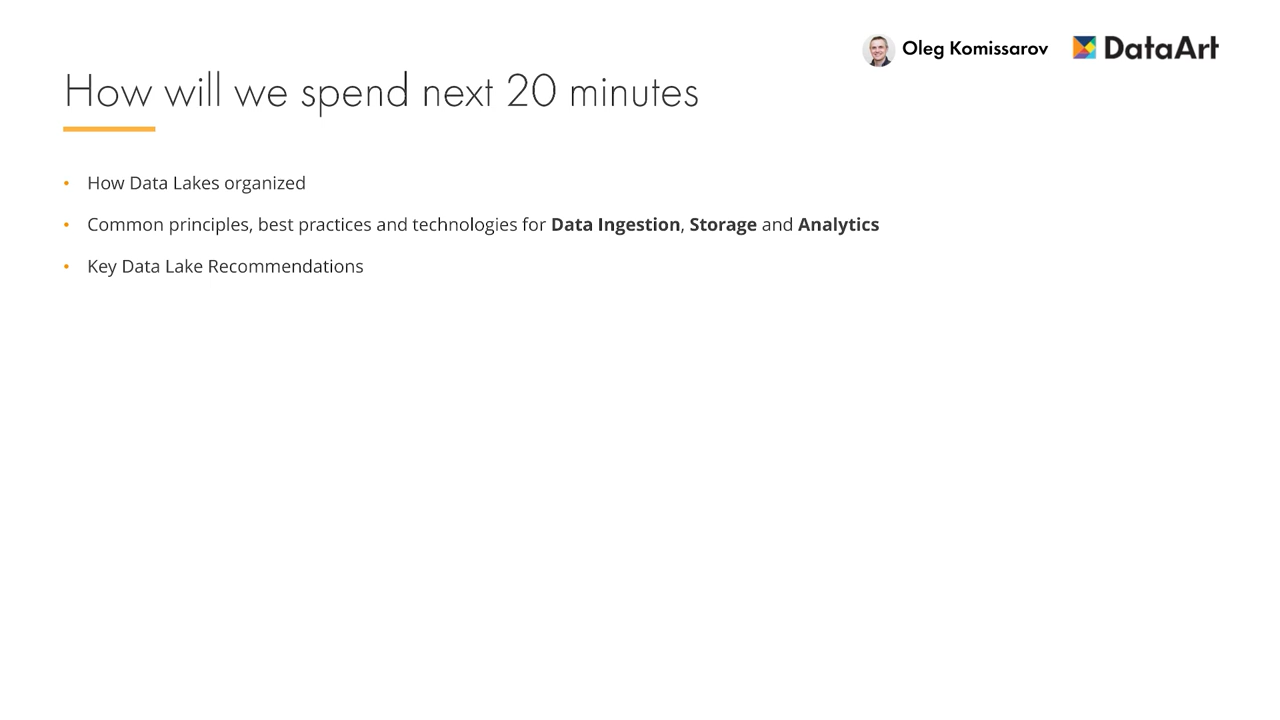 Oleg Komissarov DataArt
How will we spend next 20 minutes
• How Data Lakes organized
• Common principles, best practices and technologies for Data Ingestion, Storage and Analytics
• Key Data Lake Recommendations